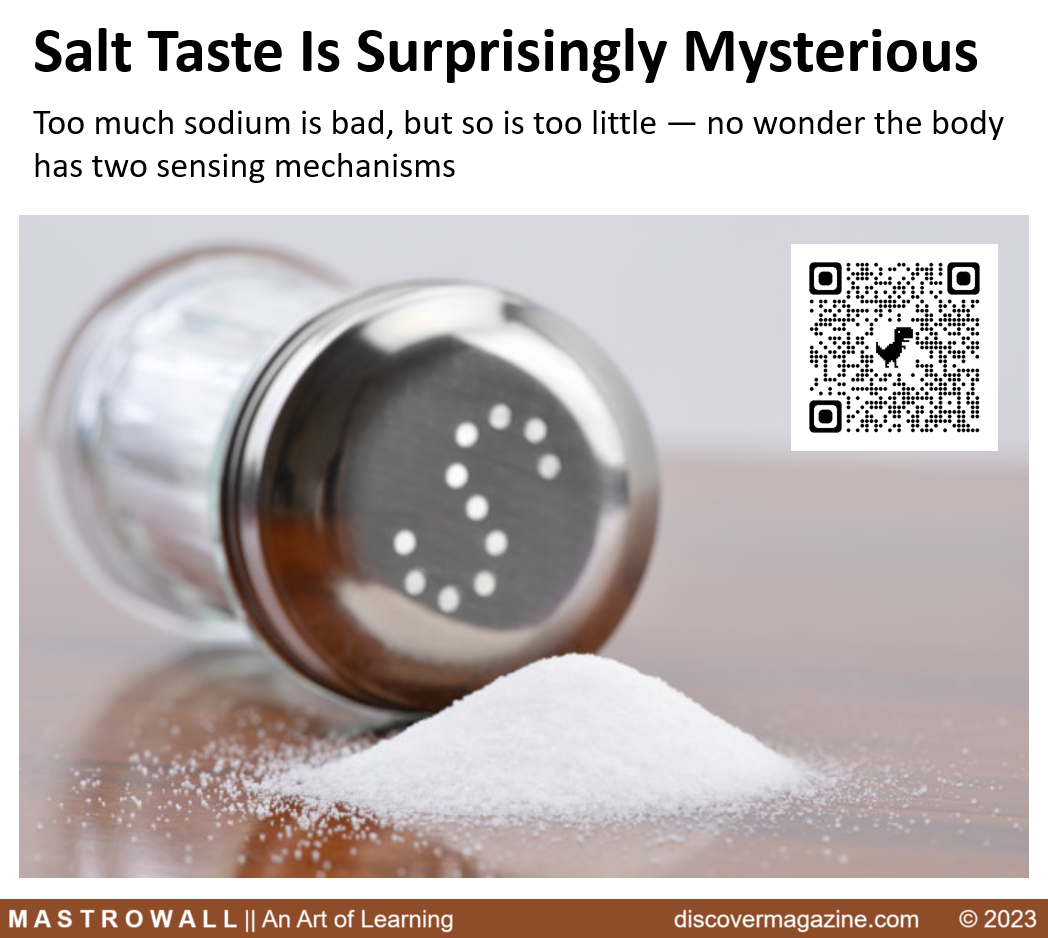 Salt Taste Is Surprisingly Mysterious
Too much sodium is bad, but so is too little — no wonder the body
has two sensing mechanisms
S
MASTROWALL || An Art of Learning
discovermagazine.com © 2023